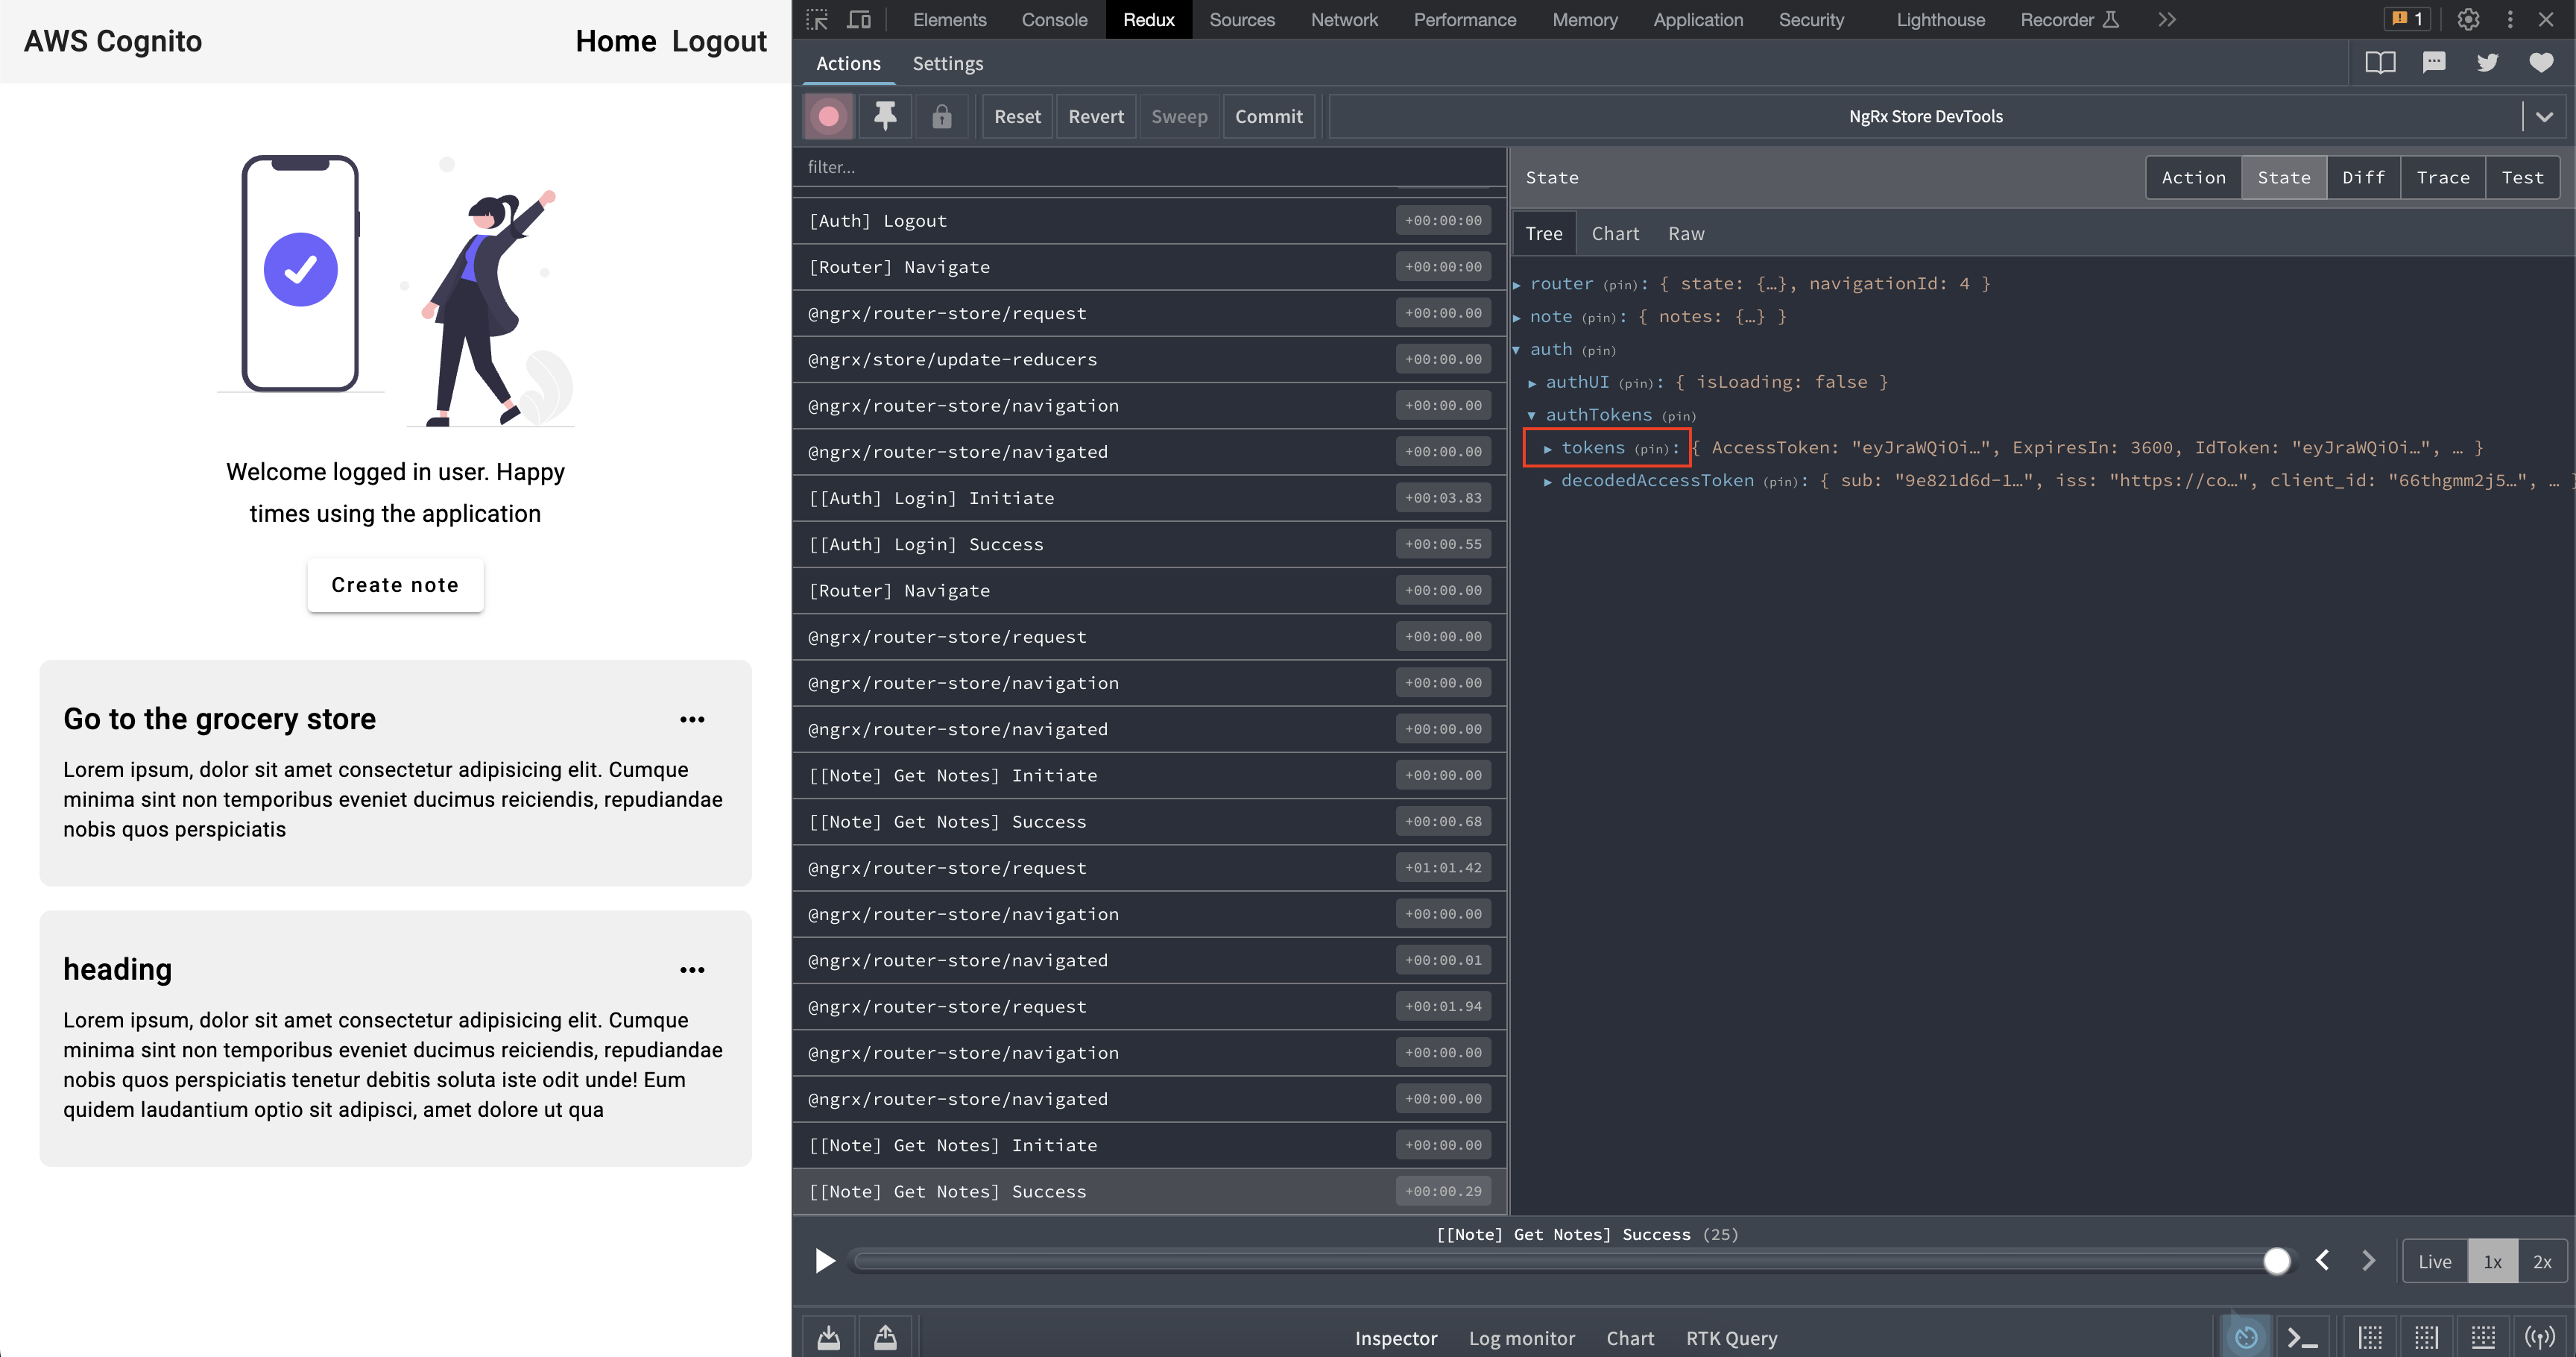 AWS Cognito
Home Logout
Welcome logged in user. Happy
times using the application
Create note
Go to the grocery store
Lorem ipsum, dolor sit amet consectetur adipisicing elit. Cumque
minima sint non temporibus eveniet ducimus reiciendis, repudiandae
nobis quos perspiciatis
heading
Lorem ipsum, dolor sit amet consectetur adipisicing elit. Cumque
minima sint non temporibus eveniet ducimus reiciendis, repudiandae
nobis quos perspiciatis tenetur debitis soluta iste odit unde! Eum
quidem laudantium optio sit adipisci, amet dolore ut qua
Elements Console Redux Sources Network Performance Memory Application Security Lighthouse Recorder 1
Actions Settings
Reset Revert Sweep Commit NgRx Store DevTools
filter...
[Auth] Logout +00:00:00
[Router] Navigate +00:00:00
@ngrx/router-store/request +00:00.00
@ngrx/store/update-reducers +00:00.00
@ngrx/router-store/navigation +00:00.00
@ngrx/router-store/navigated +00:00.00
[[Auth] Login] Initiate +00:03.83
[[Auth] Login] Success +00:00.55
[Router] Navigate +00:00.00
@ngrx/router-store/request +00:00.00
@ngrx/router-store/navigation +00:00.00
@ngrx/router-store/navigated +00:00.00
[[Note] Get Notes] Initiate +00:00.00
[[Note] Get Notes] Success +00:00.68
@ngrx/router-store/request +01:01.42
@ngrx/router-store/navigation +00:00.00
@ngrx/router-store/navigated +00:00.01
@ngrx/router-store/request +00:01.94
@ngrx/router-store/navigation +00:00.00
@ngrx/router-store/navigated +00:00.00
[[Note] Get Notes] Initiate +00:00.00
[[Note] Get Notes] Success +00:00.29
State Action State Diff Trace Test
Tree Chart Raw
router (pin): { state: {…}, navigationId: 4 }
note (pin): { notes: {…} }
auth (pin)
authUI (pin): { isLoading: false }
authTokens (pin)
tokens (pin): { AccessToken: "eyJraWQiOi…", ExpiresIn: 3600, IdToken: "eyJraWQiOi…", … }
decodedAccessToken (pin): { sub: "9e821d6d-1…", iss: "https://co…", client_id: "66thgmm2j5…", … }
[[Note] Get Notes] Success (25)
Live 1x 2x
Inspector Log monitor Chart RTK Query